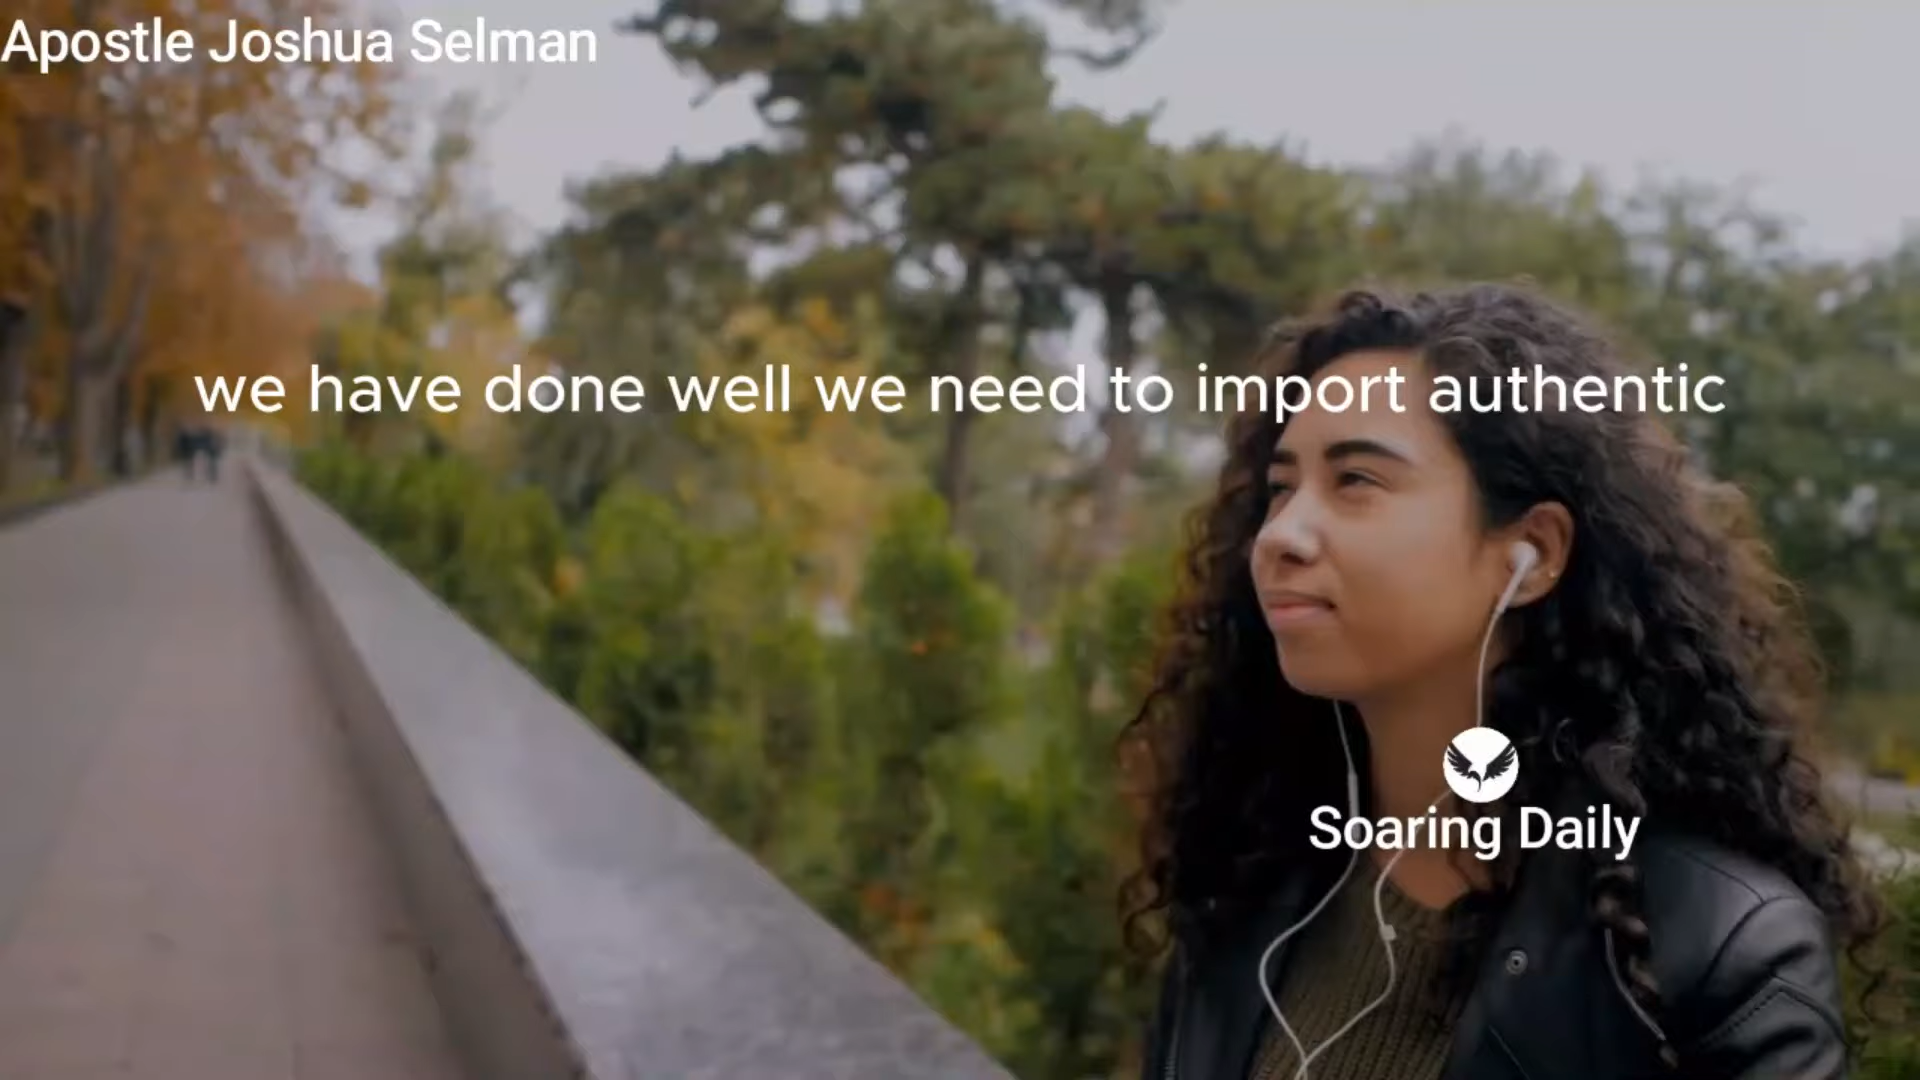 Apostle Joshua Selman
we have done well we need to import authentic
Soaring Daily